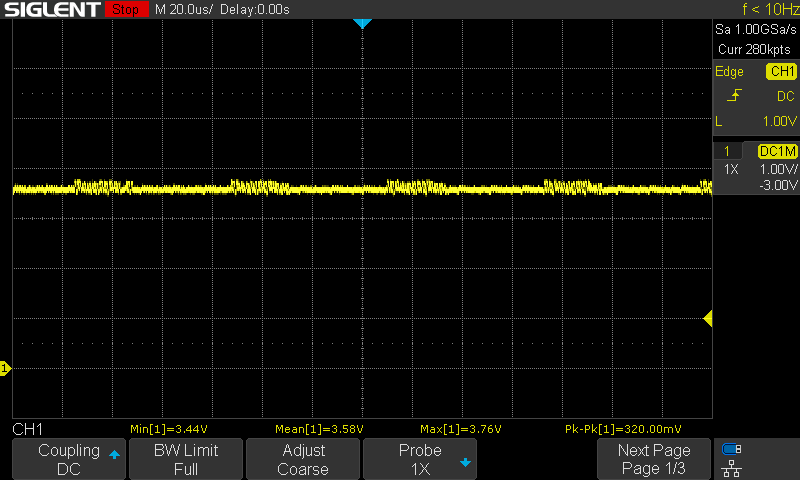 SIGLENT Stop M 20.0us/ Delay:0.00s f < 10Hz
Sa 1.00GSa/s
Curr 280kpts
Edge CH1
DC
L 1.00V
1 DC1M
1X 1.00V/
-3.00V
1
CH1 Min[1]=3.44V Mean[1]=3.58V Max[1]=3.76V Pk-Pk[1]=320.00mV
Coupling BW Limit Adjust Probe Next Page
DC Full Coarse 1X Page 1/3